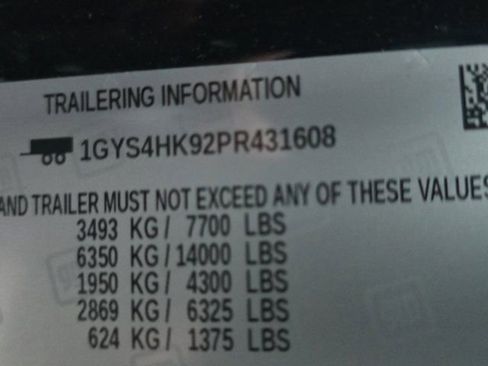 TRAILERING INFORMATION
1GYS4HK92PR431608
AND TRAILER MUST NOT EXCEED ANY OF THESE VALUES
3493 KG/ 7700 LBS
6350 KG/14000 LBS
1950 KG/ 4300 LBS
2869 KG/ 6325 LBS
624 KG/ 1375 LBS